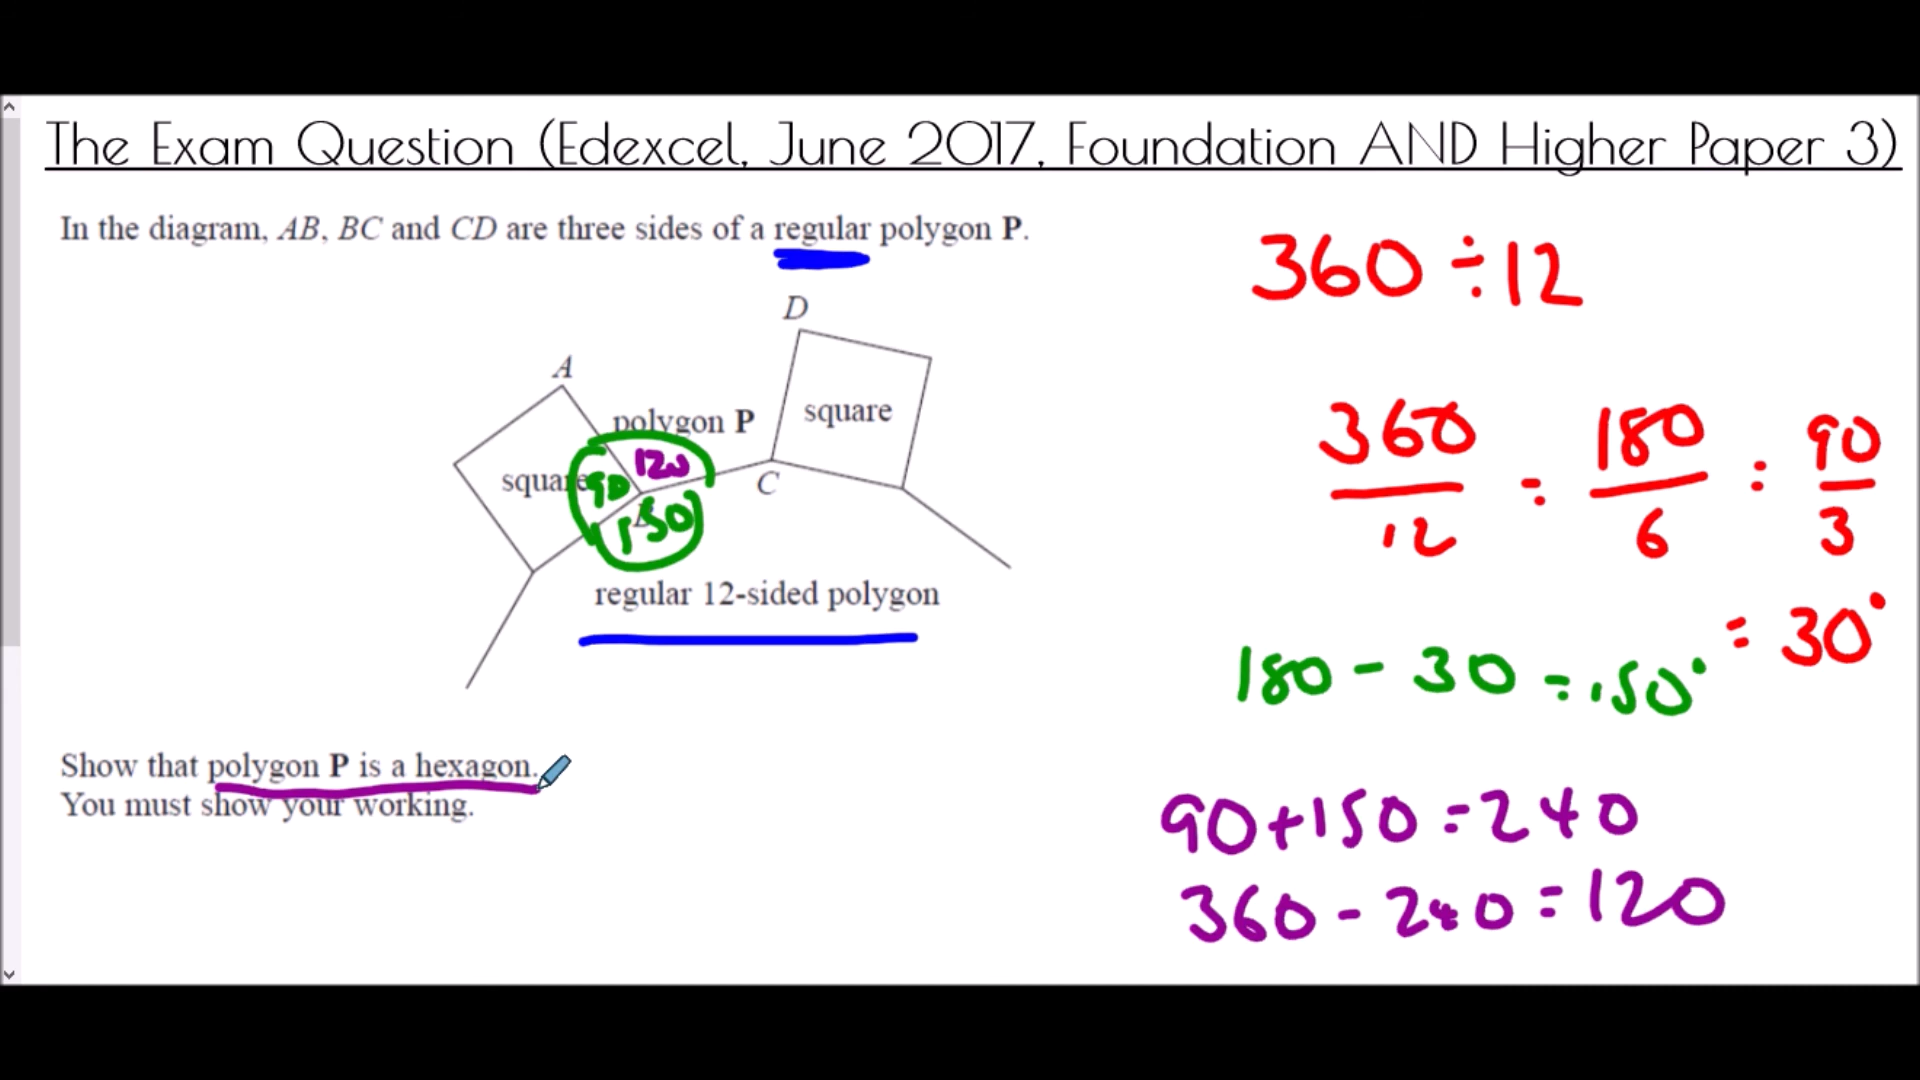 The Exam Question (Edexcel, June 2017, Foundation AND Higher Paper 3)
In the diagram, AB, BC and CD are three sides of a regular polygon P.
360 ÷ 12
D
A
polygon P
square
square
90
120
C
150
regular 12-sided polygon
360/12 = 180/6 = 90/3
= 30°
180 - 30 = 150°
Show that polygon P is a hexagon.
You must show your working.
90 + 150 = 240
360 - 240 = 120